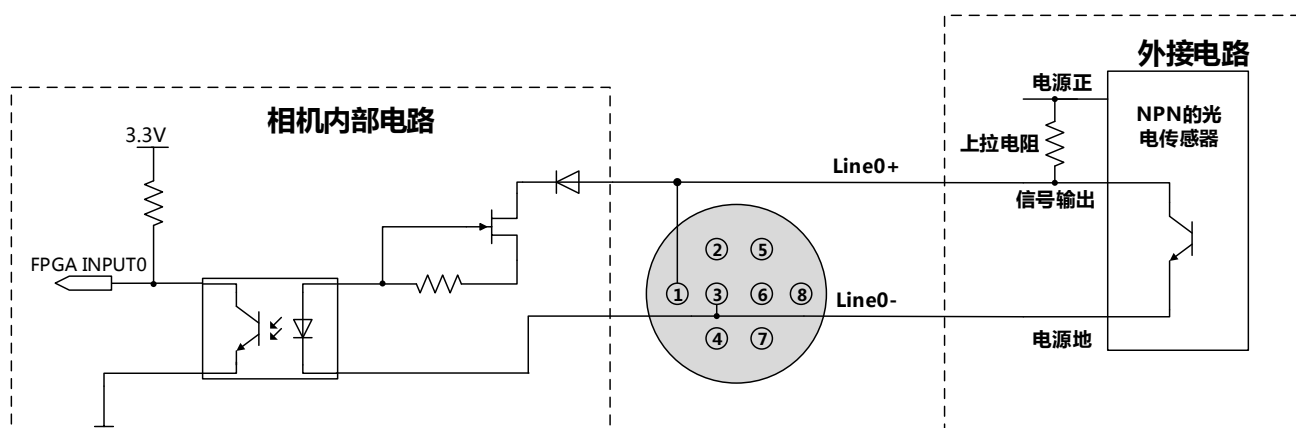 外接电路
电源正
NPN的光
电传感器
上拉电阻
信号输出
电源地
相机内部电路
3.3V
FPGA INPUT0
Line0+
Line0-
②
⑤
①
③
⑥
⑧
④
⑦